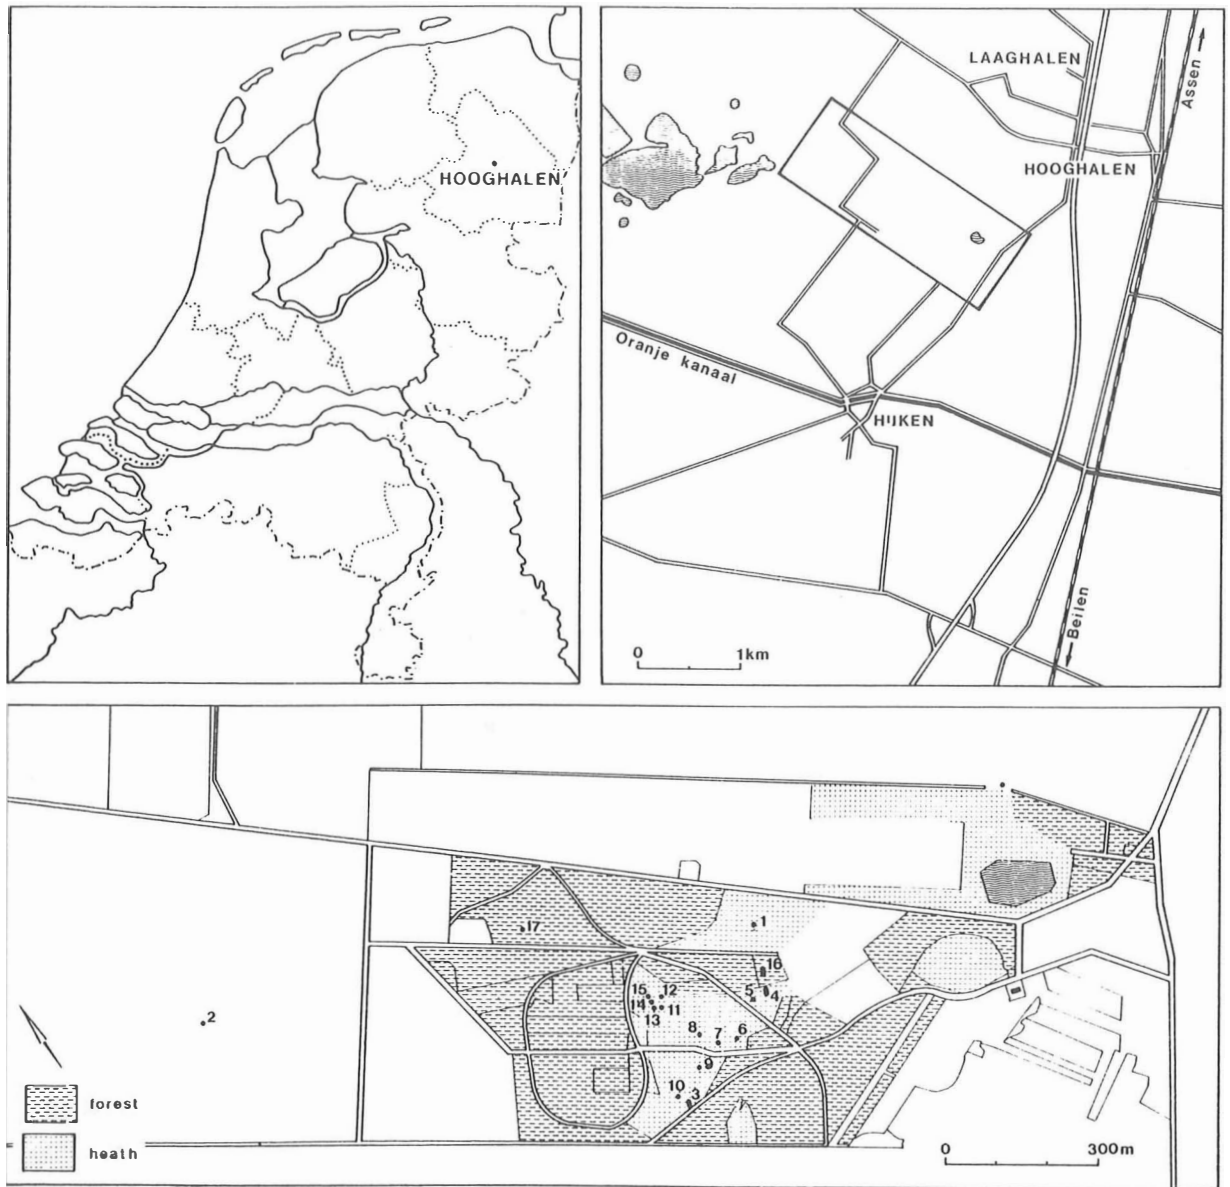 HOOGHALEN
LAAGHALEN
Assen
HOOGHALEN
Oranje kanaal
HIJKEN
Beilen
0 1km
1
17
16
5 4
15 12
14 11
13
8 7 6
2
9
10 3
forest
heath
0 300m